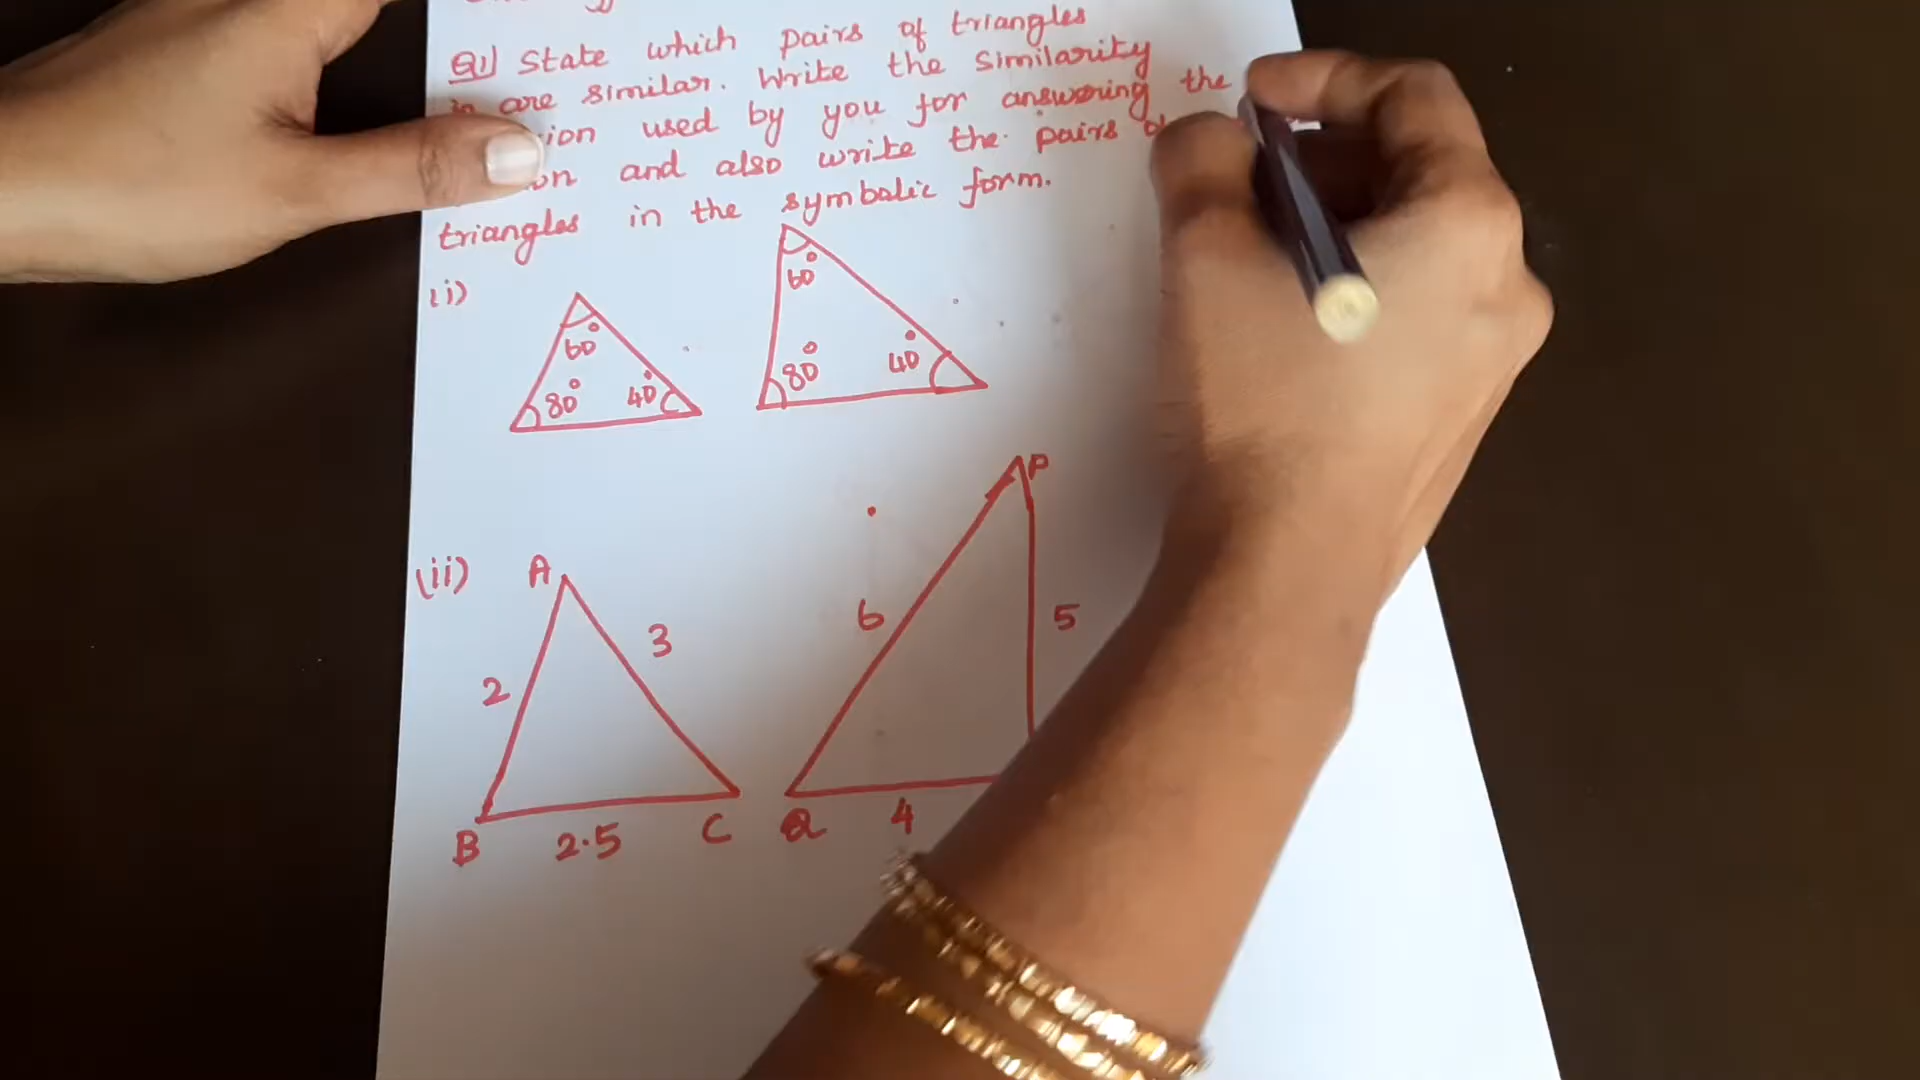 Q1) State which pairs of triangles
are similar. Write the similarity
used by you for answering the
and also write the pairs
triangles in the symbolic form.
(i)
60°
80° 40°
60°
80° 40°
(ii)
A
2 3
B 2.5 C
P
6 5
Q 4